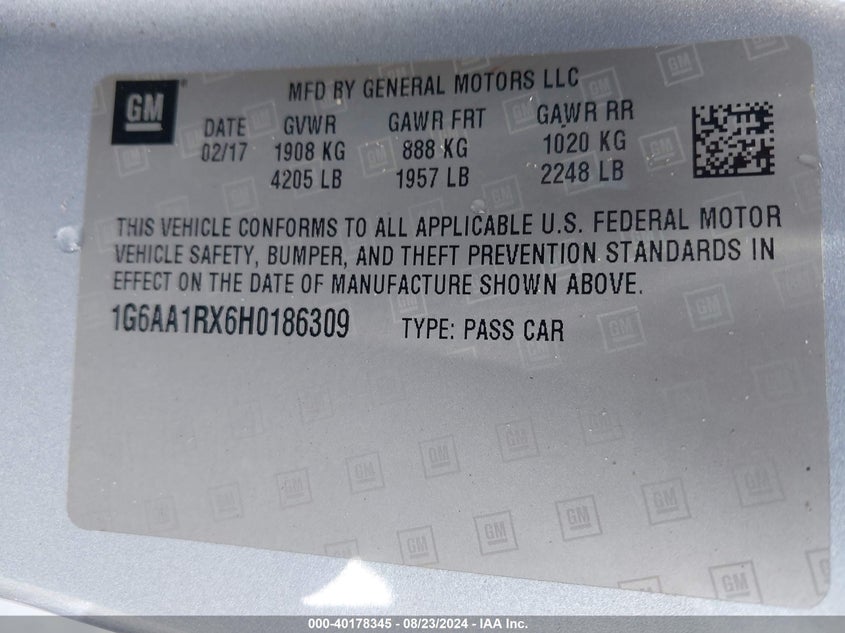 GM
MFD BY GENERAL MOTORS LLC
DATE GVWR GAWR FRT GAWR RR
02/17 1908 KG 888 KG 1020 KG
4205 LB 1957 LB 2248 LB
THIS VEHICLE CONFORMS TO ALL APPLICABLE U.S. FEDERAL MOTOR
VEHICLE SAFETY, BUMPER, AND THEFT PREVENTION STANDARDS IN
EFFECT ON THE DATE OF MANUFACTURE SHOWN ABOVE.
1G6AA1RX6H0186309 TYPE: PASS CAR
000-40178345 - 08/23/2024 - IAA Inc.